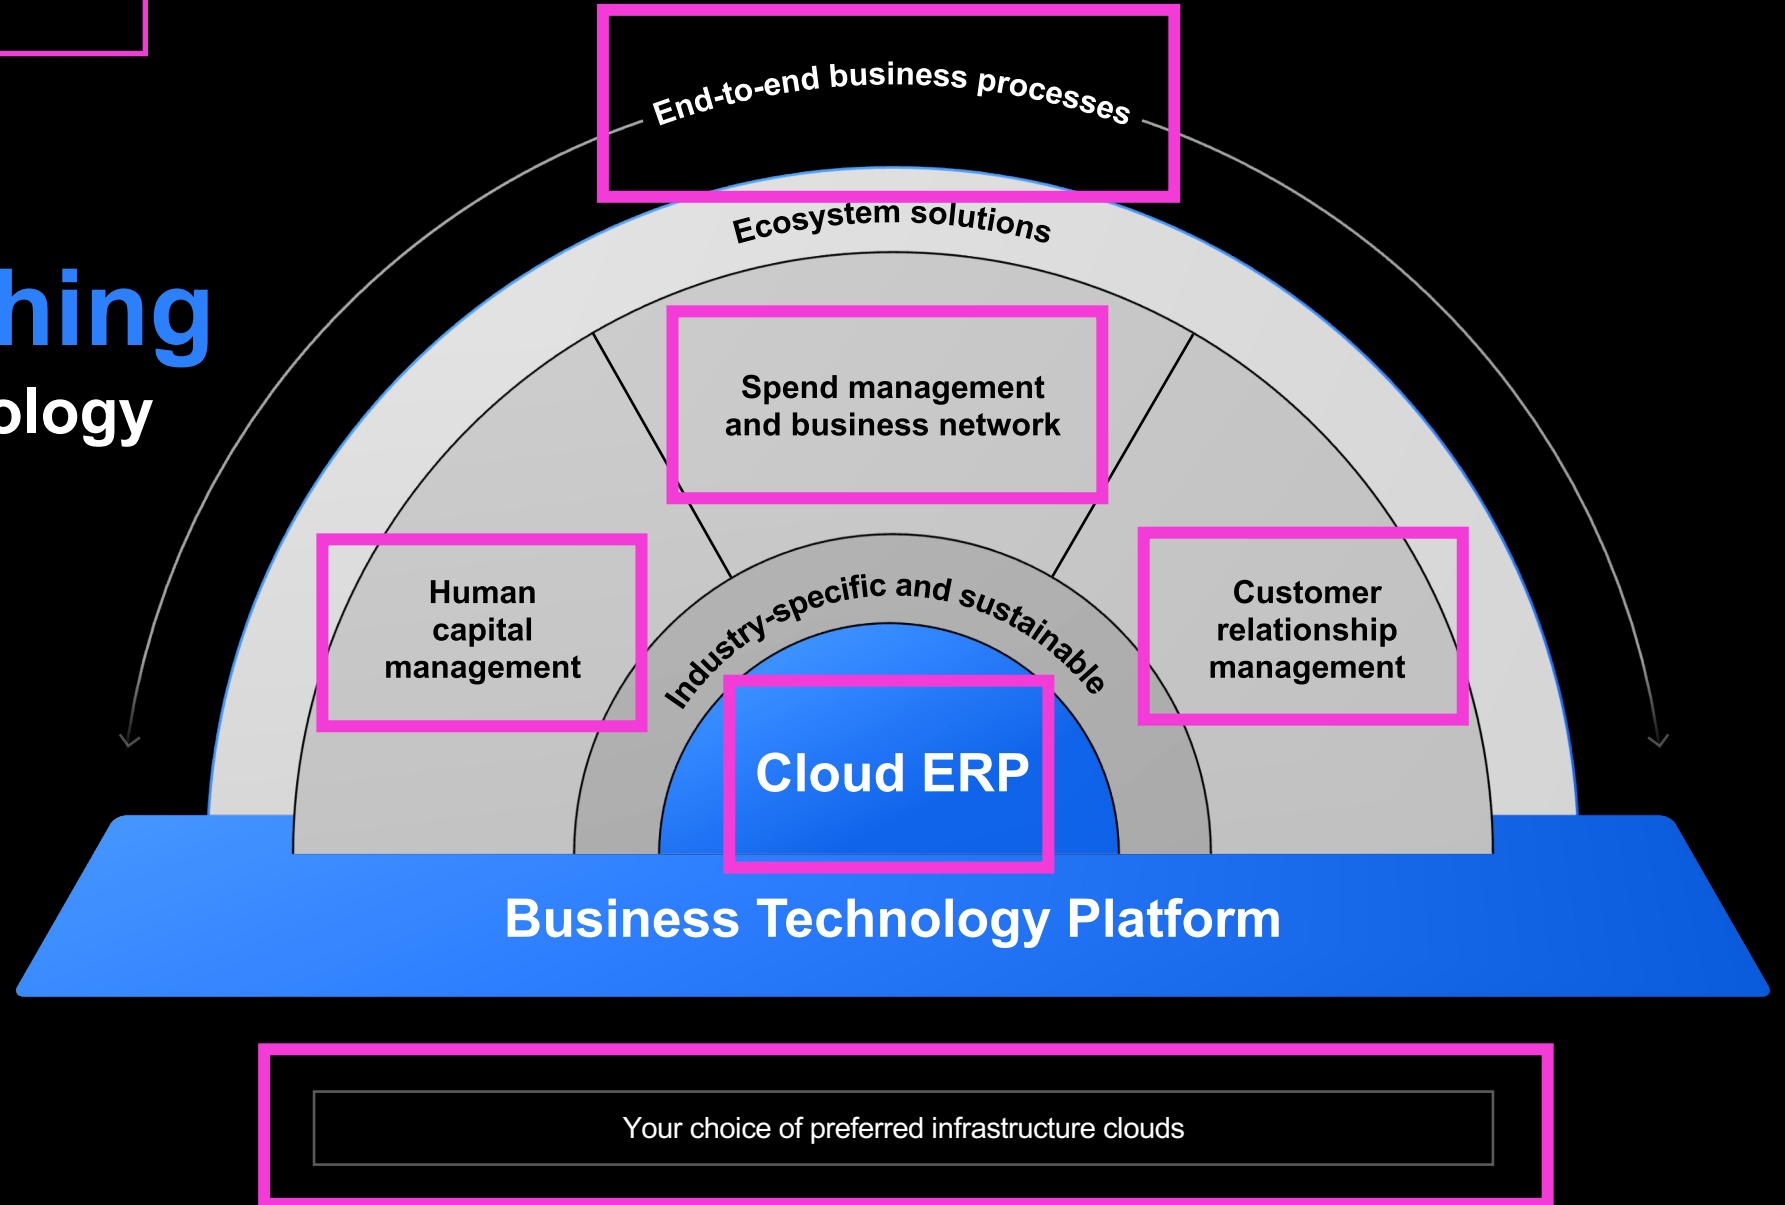 End-to-end business processes
Ecosystem solutions
hing
ology
Spend management
and business network
Human
capital
management
Customer
relationship
management
Industry-specific and sustainable
Cloud ERP
Business Technology Platform
Your choice of preferred infrastructure clouds